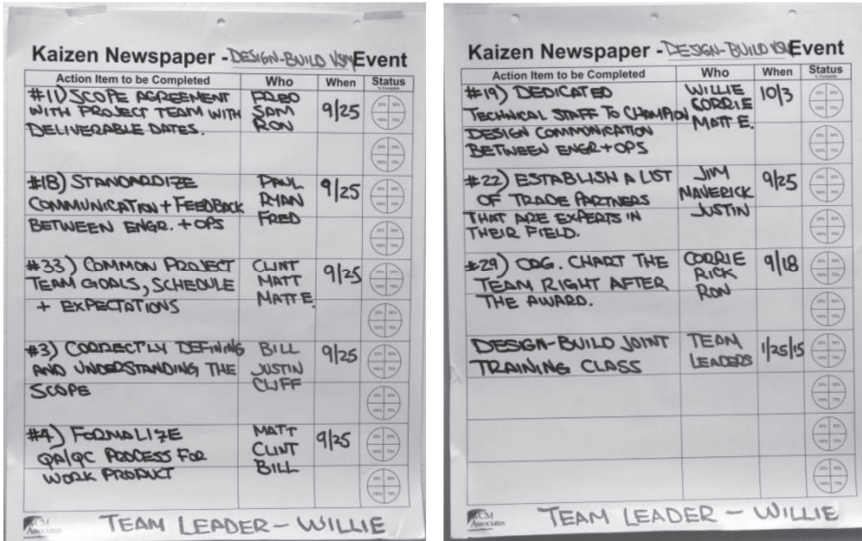 Kaizen Newspaper - DESIGN-BUILD VSM Event
Action Item to be Completed Who When Status
% Complete
#11) SCOPE AGREEMENT FRED 9/25
WITH PROJECT TEAM WITH SAM
DELIVERABLE DATES. RON
#18) STANDARDIZE PAUL 9/25
COMMUNICATION + FEEDBACK RYAN
BETWEEN ENGR. + OPS FRED
#33) COMMON PROJECT CLINT 9/25
TEAM GOALS, SCHEDULE MATT
+ EXPECTATIONS MATT E.
#3) CORRECTLY DEFINING BILL 9/25
AND UNDERSTANDING THE JUSTIN
SCOPE CLIFF
#4) FORMALIZE MATT 9/25
QA/QC PROCESS FOR CLINT
WORK PRODUCT BILL
VCM
Associates
TEAM LEADER - WILLIE
Kaizen Newspaper - DESIGN-BUILD VSM Event
Action Item to be Completed Who When Status
% Complete
#19) DEDICATED WILLIE 10/3
TECHNICAL STAFF TO CHAMPION CORRIE
DESIGN COMMUNICATION MATT E.
BETWEEN ENGR + OPS
#22) ESTABLISH A LIST JIM 9/25
OF TRADE PARTNERS MAVERICK
THAT ARE EXPERTS IN JUSTIN
THEIR FIELD.
#29) ORG. CHART THE CORRIE 9/18
TEAM RIGHT AFTER RICK
THE AWARD. RON
DESIGN-BUILD JOINT TEAM 1/25/15
TRAINING CLASS LEADERS
VCM
Associates
TEAM LEADER - WILLIE